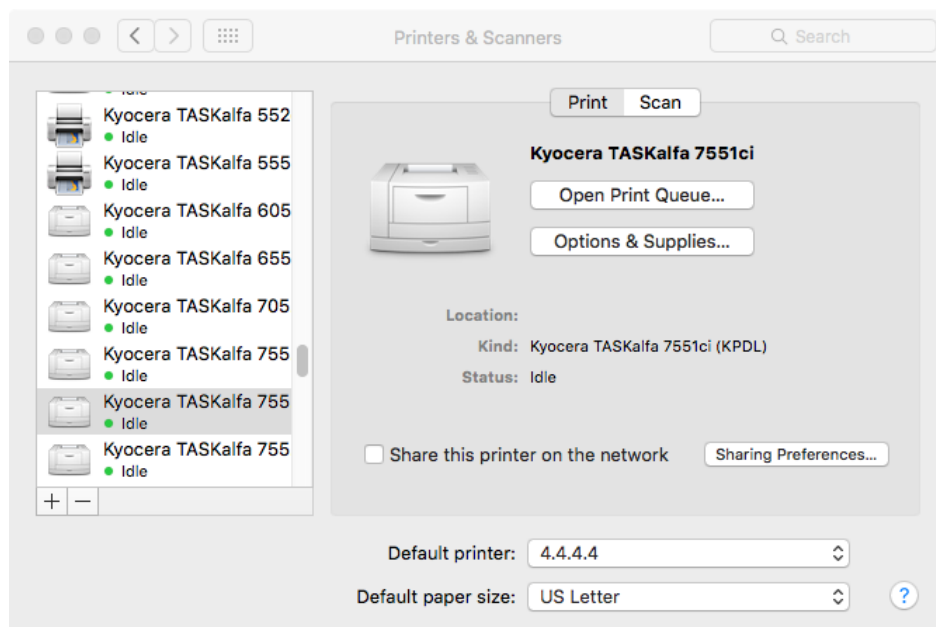 Printers & Scanners
Search
Kyocera TASKalfa 552
Idle
Kyocera TASKalfa 555
Idle
Kyocera TASKalfa 605
Idle
Kyocera TASKalfa 655
Idle
Kyocera TASKalfa 705
Idle
Kyocera TASKalfa 755
Idle
Kyocera TASKalfa 755
Idle
Kyocera TASKalfa 755
Idle
Print Scan
Kyocera TASKalfa 7551ci
Open Print Queue...
Options & Supplies...
Location:
Kind: Kyocera TASKalfa 7551ci (KPDL)
Status: Idle
Share this printer on the network
Sharing Preferences...
Default printer: 4.4.4.4
Default paper size: US Letter
?